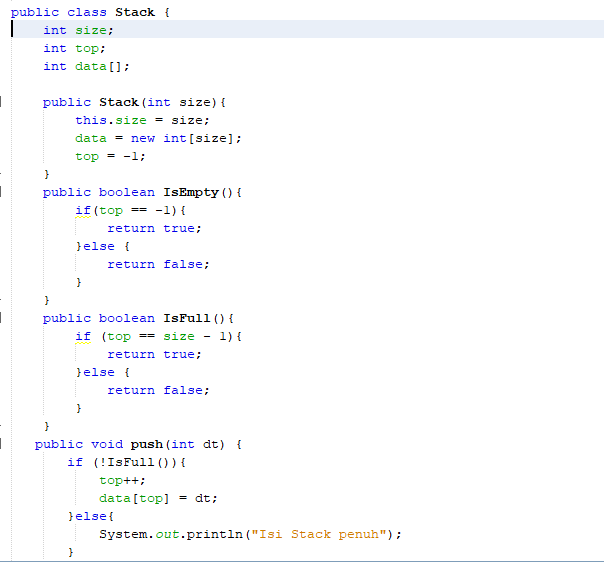 public class Stack {
    int size;
    int top;
    int data[];

    public Stack(int size){
        this.size = size;
        data = new int[size];
        top = -1;
    }
    public boolean IsEmpty(){
        if(top == -1){
            return true;
        }else {
            return false;
        }
    }
    public boolean IsFull(){
        if (top == size - 1){
            return true;
        }else {
            return false;
        }
    }
   public void push(int dt) {
       if (!IsFull()){
           top++;
           data[top] = dt;
       }else{
           System.out.println("Isi Stack penuh");
       }